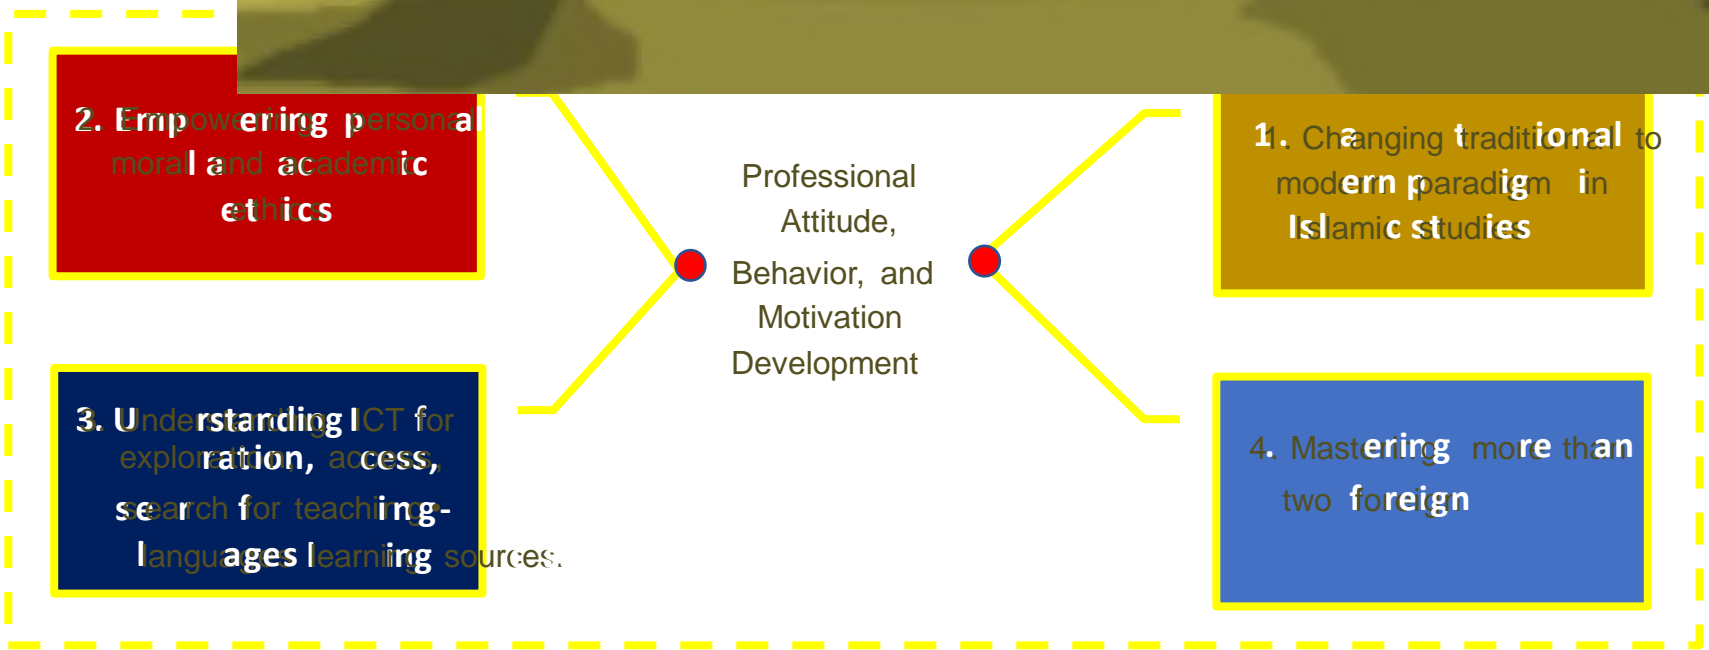 2. Empowering personal
moral and academic
ethics
Professional
Attitude,
Behavior, and
Motivation
Development
1. Changing traditional to
modern paradigm in
Islamic studies
3. Understanding ICT for
exploration, access,
search for teaching-
languages learning sources.
4. Mastering more than
two foreign